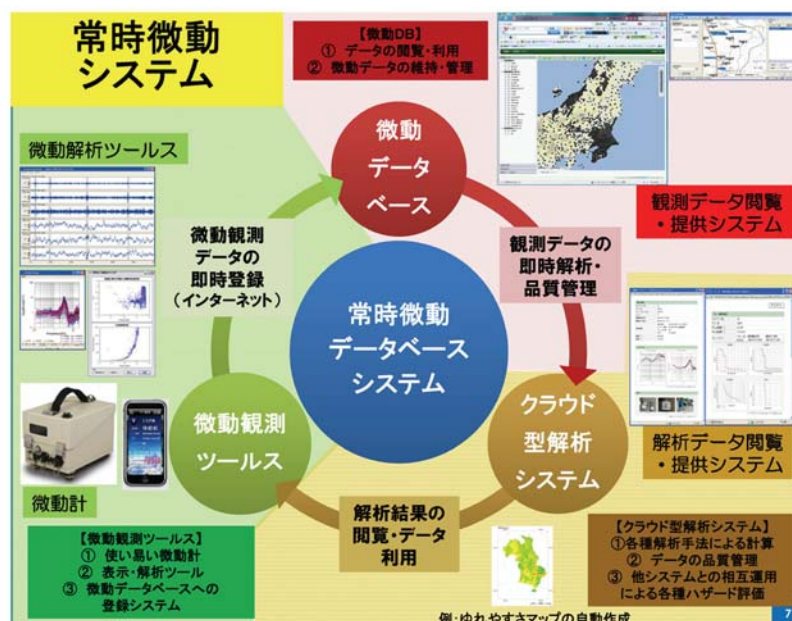 常時微動
システム
【微動DB】
① データの閲覧・利用
② 微動データの維持・管理
微動解析ツールス
微動
データ
ベース
観測データ閲覧
・提供システム
微動観測
データの
即時登録
（インターネット）
観測データの
即時解析・
品質管理
常時微動
データベース
システム
微動観測
ツールス
クラウド
型解析
システム
解析データ閲覧
・提供システム
微動計
解析結果の
閲覧・データ
利用
【微動観測ツールス】
① 使い易い微動計
② 表示・解析ツール
③ 微動データベースへの
登録システム
【クラウド型解析システム】
①各種解析手法による計算
② データの品質管理
③ 他システムとの相互運用
による各種ハザード評価
例・ゆれやすさマップの自動作成
7